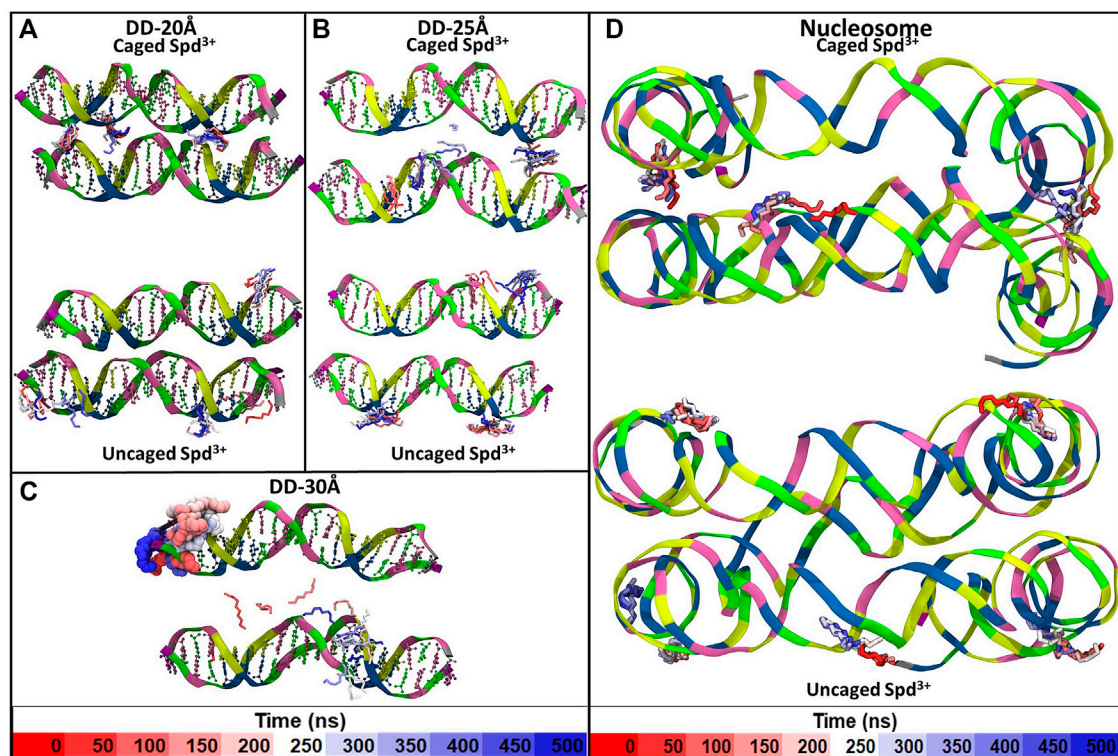 A
DD-20Å
Caged Spd³⁺
Uncaged Spd³⁺
B
DD-25Å
Caged Spd³⁺
Uncaged Spd³⁺
C
DD-30Å
Time (ns)
0 50 100 150 200 250 300 350 400 450 500
D
Nucleosome
Caged Spd³⁺
Uncaged Spd³⁺
Time (ns)
0 50 100 150 200 250 300 350 400 450 500